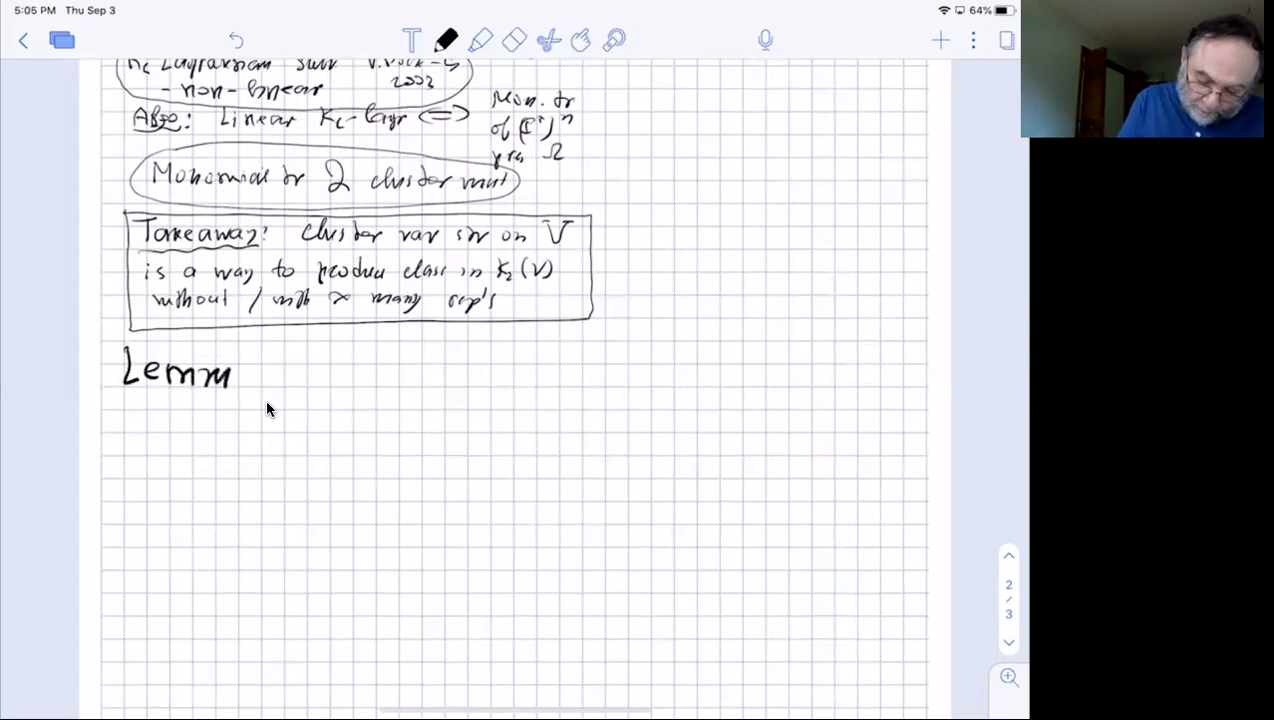 5:05 PM Thu Sep 3
64%
- non-linear 2002
Also: Linear K₂-lagr ⟺
Mon. tr
of
Ω
Monomial tr 2 cluster mut
Takeaway: cluster var str on V
is a way to produce class in K₂(V)
without / with ∞ many rep's
Lemm
2
/
3